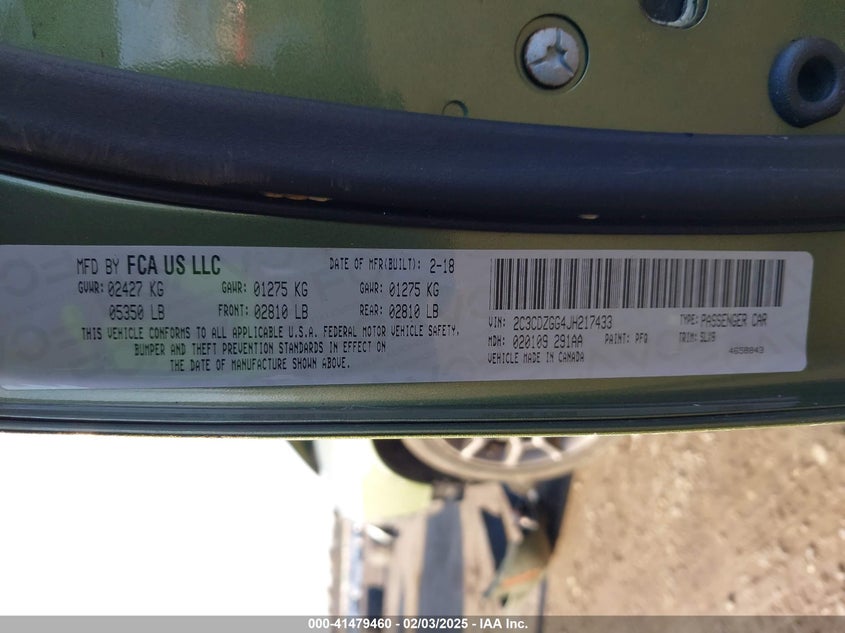 MFD BY FCA US LLC
DATE OF MFR(BUILT): 2-18
GVWR: 02427 KG GAWR: 01275 KG GAWR: 01275 KG
05350 LB FRONT: 02810 LB REAR: 02810 LB
THIS VEHICLE CONFORMS TO ALL APPLICABLE U.S.A. FEDERAL MOTOR VEHICLE SAFETY,
BUMPER AND THEFT PREVENTION STANDARDS IN EFFECT ON
THE DATE OF MANUFACTURE SHOWN ABOVE.
VIN: 2C3CDZGG4JH217433 TYPE: PASSENGER CAR
MDH: 020109 291AA PAINT: PFQ TRIM: SLX9
VEHICLE MADE IN CANADA 4658843
000-41479460 - 02/03/2025 - IAA Inc.